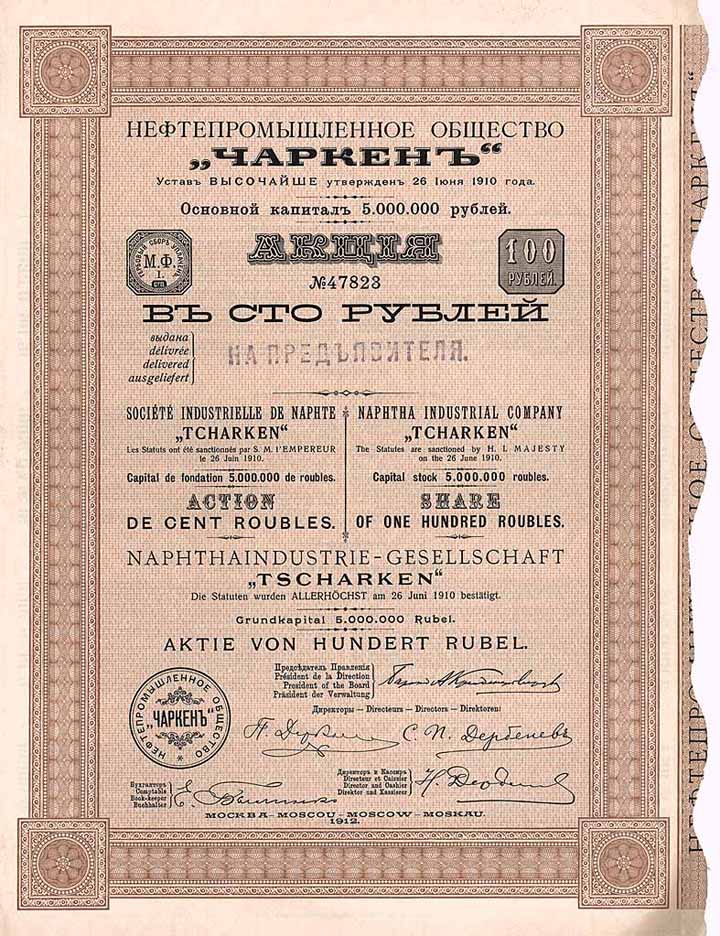 НЕФТЕПРОМЫШЛЕННОЕ ОБЩЕСТВО
„ЧАРКЕНЪ“
Уставъ ВЫСОЧАЙШЕ утвержденъ 26 Іюня 1910 года.
Основной капиталъ 5.000.000 рублей.
АКЦІЯ
М.Ф.
I.
100
РУБЛЕЙ.
№47823
ВЪ СТО РУБЛЕЙ
выдана
délivrée
delivered
ausgeliefert
НА ПРЕДЪЯВИТЕЛЯ.
SOCIÉTÉ INDUSTRIELLE DE NAPHTE
„TCHARKEN“
Les Statuts ont été sanctionnés par S. M. l'EMPEREUR
le 26 Juin 1910.
Capital de fondation 5.000.000 de roubles.
ACTION
DE CENT ROUBLES.
NAPHTHA INDUSTRIAL COMPANY
„TCHARKEN“
The Statutes are sanctioned by H. I. MAJESTY
on the 26 June 1910.
Capital stock 5.000.000 roubles.
SHARE
OF ONE HUNDRED ROUBLES.
NAPHTHAINDUSTRIE-GESELLSCHAFT
„TSCHARKEN“
Die Statuten wurden ALLERHÖCHST am 26 Juni 1910 bestätigt.
Grundkapital 5.000.000 Rubel.
AKTIE VON HUNDERT RUBEL.
Предсѣдатель Правленія
Président de la Direction
President of the Board
Präsident der Verwaltung
Директоры — Directeurs — Directors — Direktoren:
С. П. Дербеневъ
НЕФТЕПРОМЫШЛЕННОЕ ОБЩЕСТВО
„ЧАРКЕНЪ“
Бухгалтеръ
Comptable
Book-keeper
Buchhalter
Директоръ и Кассиръ
Directeur et Caissier
Director and Cashier
Direktor und Kassierer
МОСКВА — MOSCOU — MOSCOW — MOSKAU.
1912.